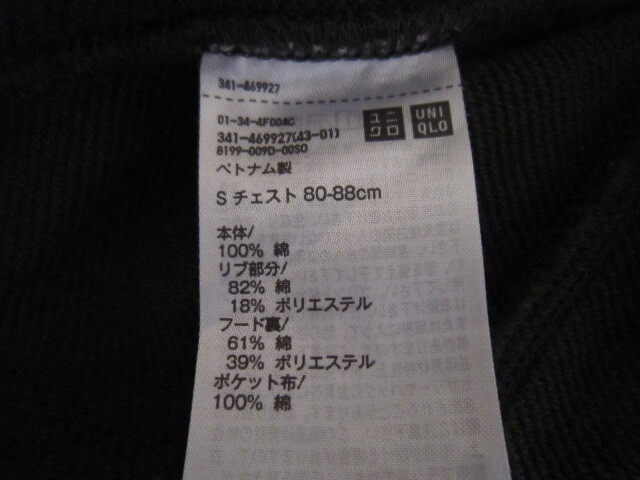 341-469927
01-34-4F004C
341-469927(43-01)
8199-009D-00S0
ユニ
クロ
UNI
QLO
ベトナム製
S チェスト 80-88cm
本体/
100% 綿
リブ部分/
82% 綿
18% ポリエステル
フード裏/
61% 綿
39% ポリエステル
ポケット布/
100% 綿